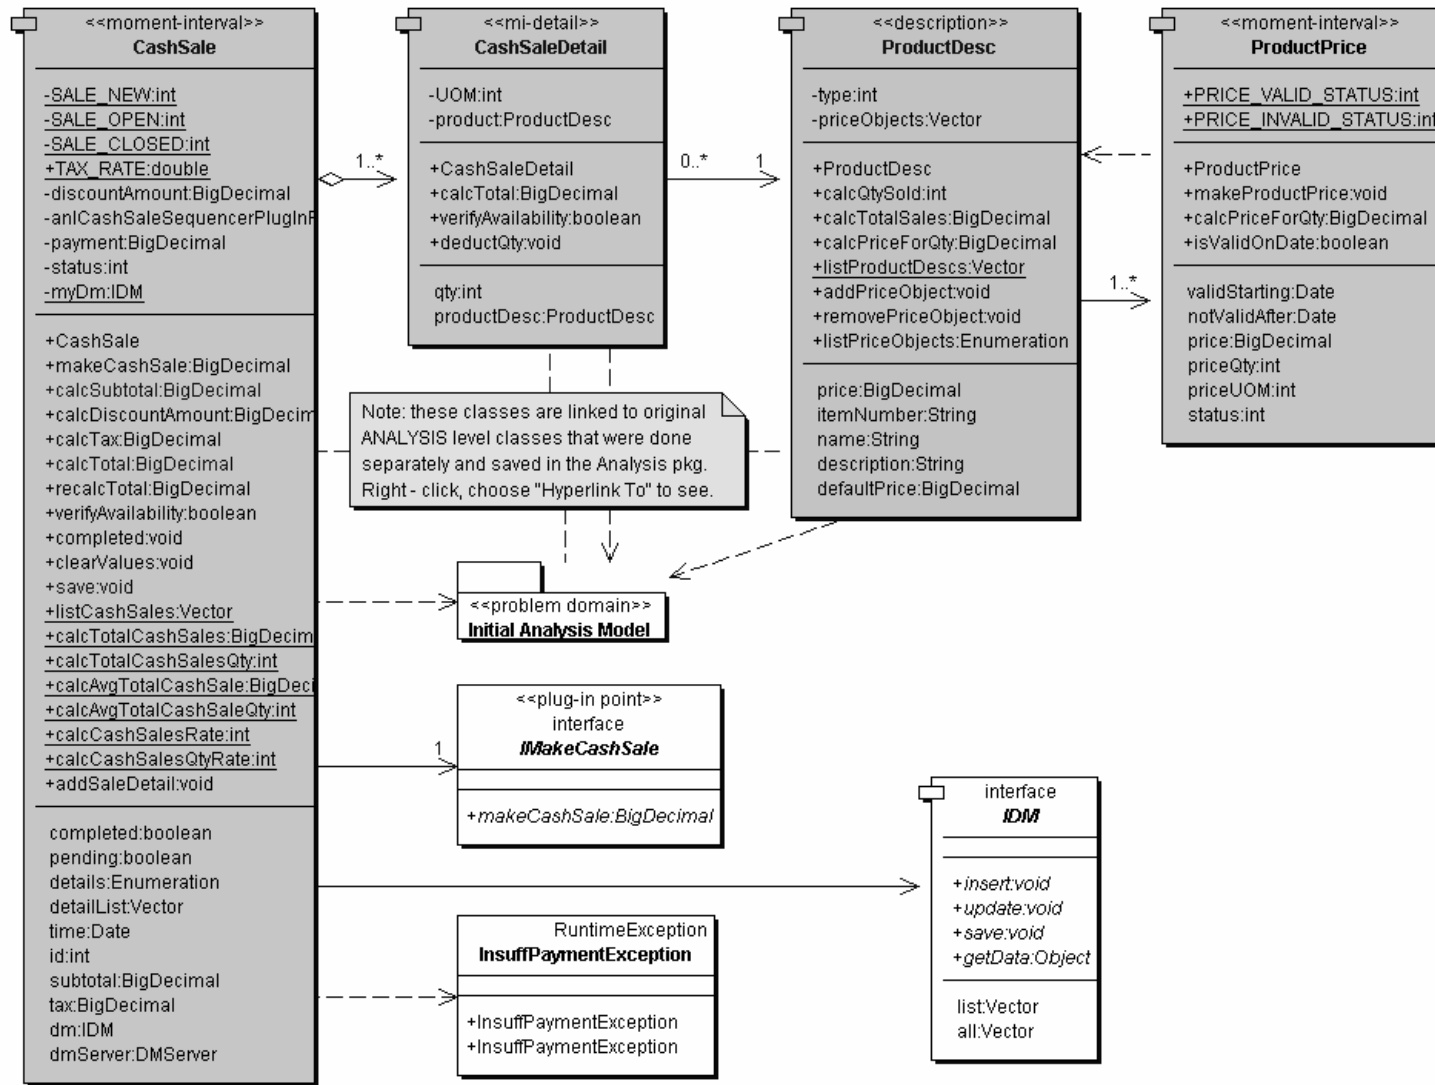 <<moment-interval>>
CashSale
-SALE_NEW:int
-SALE_OPEN:int
-SALE_CLOSED:int
+TAX_RATE:double
-discountAmount:BigDecimal
-anICashSaleSequencerPlugInF
-payment:BigDecimal
-status:int
-myDm:IDM
+CashSale
+makeCashSale:BigDecimal
+calcSubtotal:BigDecimal
+calcDiscountAmount:BigDecim
+calcTax:BigDecimal
+calcTotal:BigDecimal
+recalcTotal:BigDecimal
+verifyAvailability:boolean
+completed:void
+clearValues:void
+save:void
+listCashSales:Vector
+calcTotalCashSales:BigDecim
+calcTotalCashSalesQty:int
+calcAvgTotalCashSale:BigDeci
+calcAvgTotalCashSaleQty:int
+calcCashSalesRate:int
+calcCashSalesQtyRate:int
+addSaleDetail:void
completed:boolean
pending:boolean
details:Enumeration
detailList:Vector
time:Date
id:int
subtotal:BigDecimal
tax:BigDecimal
dm:IDM
dmServer:DMServer
1..*
<<mi-detail>>
CashSaleDetail
-UOM:int
-product:ProductDesc
+CashSaleDetail
+calcTotal:BigDecimal
+verifyAvailability:boolean
+deductQty:void
qty:int
productDesc:ProductDesc
0..*
1
<<description>>
ProductDesc
-type:int
-priceObjects:Vector
+ProductDesc
+calcQtySold:int
+calcTotalSales:BigDecimal
+calcPriceForQty:BigDecimal
+listProductDescs:Vector
+addPriceObject:void
+removePriceObject:void
+listPriceObjects:Enumeration
price:BigDecimal
itemNumber:String
name:String
description:String
defaultPrice:BigDecimal
1..*
<<moment-interval>>
ProductPrice
+PRICE_VALID_STATUS:int
+PRICE_INVALID_STATUS:int
+ProductPrice
+makeProductPrice:void
+calcPriceForQty:BigDecimal
+isValidOnDate:boolean
validStarting:Date
notValidAfter:Date
price:BigDecimal
priceQty:int
priceUOM:int
status:int
Note: these classes are linked to original
ANALYSIS level classes that were done
separately and saved in the Analysis pkg.
Right - click, choose "Hyperlink To" to see.
<<problem domain>>
Initial Analysis Model
1
<<plug-in point>>
interface
IMakeCashSale
+makeCashSale:BigDecimal
interface
IDM
+insert:void
+update:void
+save:void
+getData:Object
list:Vector
all:Vector
RuntimeException
InsuffPaymentException
+InsuffPaymentException
+InsuffPaymentException